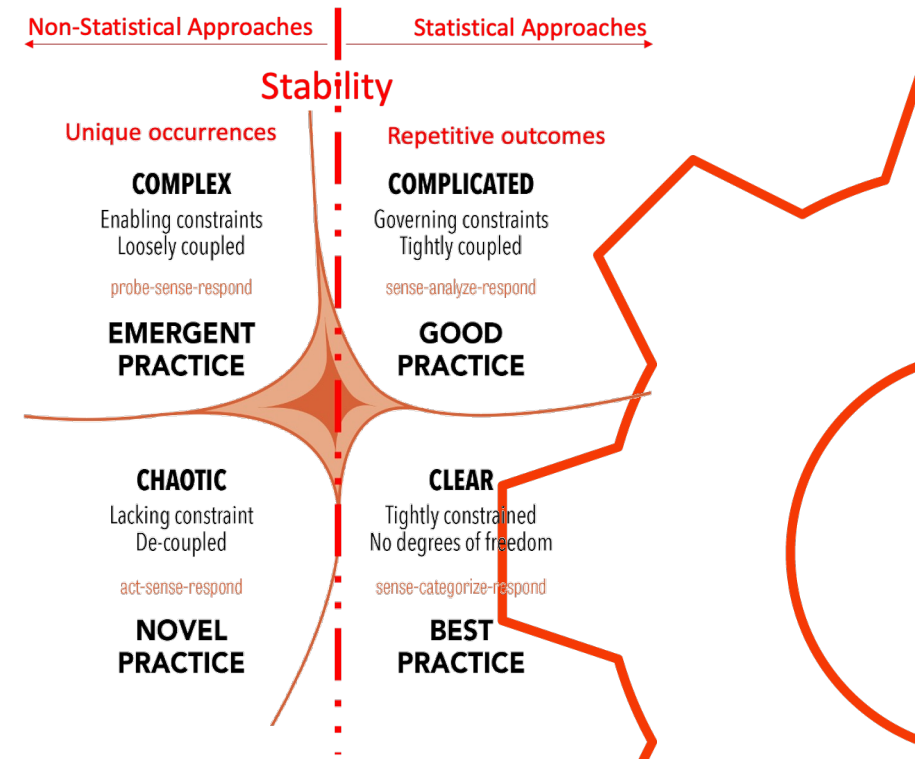 Non-Statistical Approaches
Statistical Approaches
Stability
Unique occurrences
Repetitive outcomes
COMPLEX
Enabling constraints
Loosely coupled
probe-sense-respond
EMERGENT
PRACTICE
COMPLICATED
Governing constraints
Tightly coupled
sense-analyze-respond
GOOD
PRACTICE
CHAOTIC
Lacking constraint
De-coupled
act-sense-respond
NOVEL
PRACTICE
CLEAR
Tightly constrained
No degrees of freedom
sense-categorize-respond
BEST
PRACTICE